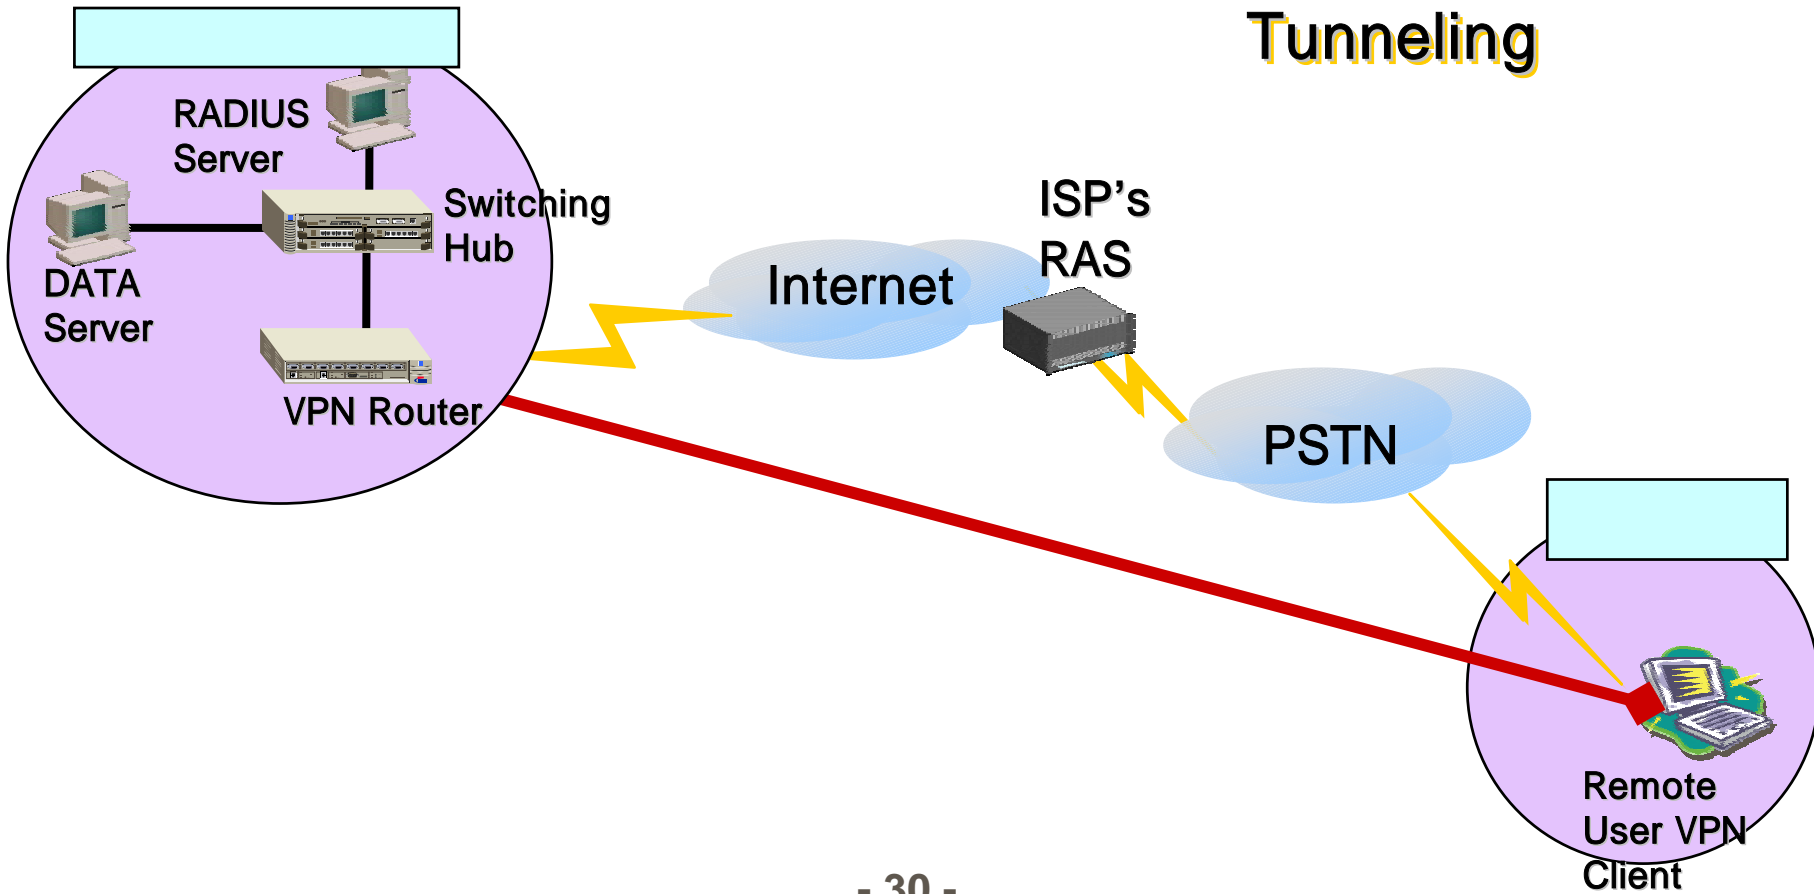 Tunneling
RADIUS
Server
Switching
Hub
DATA
Server
VPN Router
Internet
ISP’s
RAS
PSTN
Remote
User VPN
Client
- 30 -